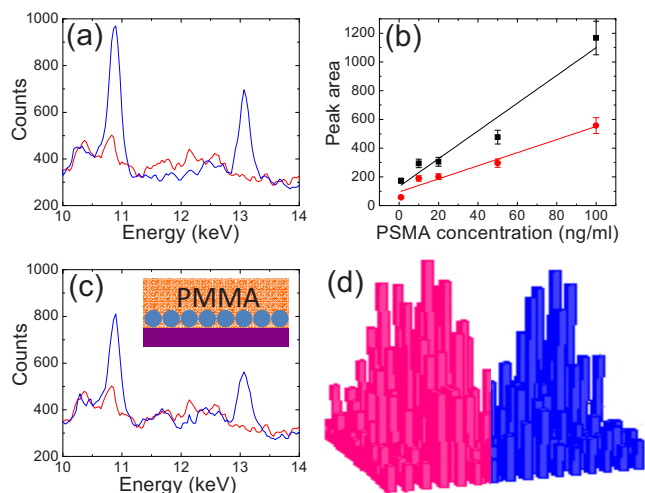 (a)
1000
800
600
400
200
Counts
10 11 12 13 14
Energy (keV)
(b)
1200
1000
800
600
400
200
0
Peak area
0 20 40 60 80 100
PSMA concentration (ng/ml)
(c)
PMMA
1000
800
600
400
200
Counts
10 11 12 13 14
Energy (keV)
(d)